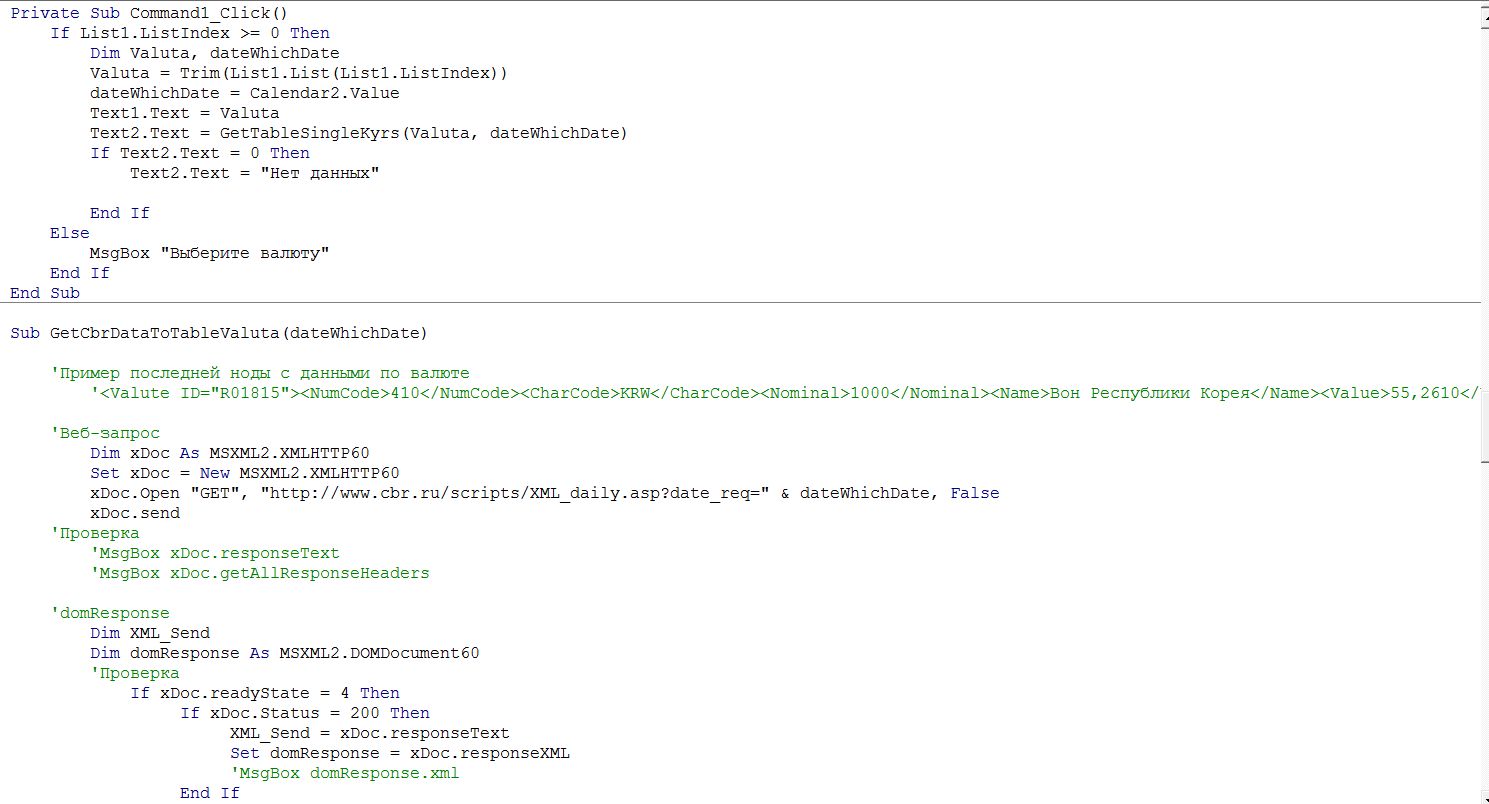 Private Sub Command1_Click()
    If List1.ListIndex >= 0 Then
        Dim Valuta, dateWhichDate
        Valuta = Trim(List1.List(List1.ListIndex))
        dateWhichDate = Calendar2.Value
        Text1.Text = Valuta
        Text2.Text = GetTableSingleKyrs(Valuta, dateWhichDate)
        If Text2.Text = 0 Then
            Text2.Text = "Нет данных"
        End If
    Else
        MsgBox "Выберите валюту"
    End If
End Sub
Sub GetCbrDataToTableValuta(dateWhichDate)
    'Пример последней ноды с данными по валюте
        '<Valute ID="R01815"><NumCode>410</NumCode><CharCode>KRW</CharCode><Nominal>1000</Nominal><Name>Вон Республики Корея</Name><Value>55,2610</
    'Веб-запрос
        Dim xDoc As MSXML2.XMLHTTP60
        Set xDoc = New MSXML2.XMLHTTP60
        xDoc.Open "GET", "http://www.cbr.ru/scripts/XML_daily.asp?date_req=" & dateWhichDate, False
        xDoc.send
    'Проверка
        'MsgBox xDoc.responseText
        'MsgBox xDoc.getAllResponseHeaders
    'domResponse
        Dim XML_Send
        Dim domResponse As MSXML2.DOMDocument60
        'Проверка
            If xDoc.readyState = 4 Then
                 If xDoc.Status = 200 Then
                      XML_Send = xDoc.responseText
                      Set domResponse = xDoc.responseXML
                      'MsgBox domResponse.xml
                 End If